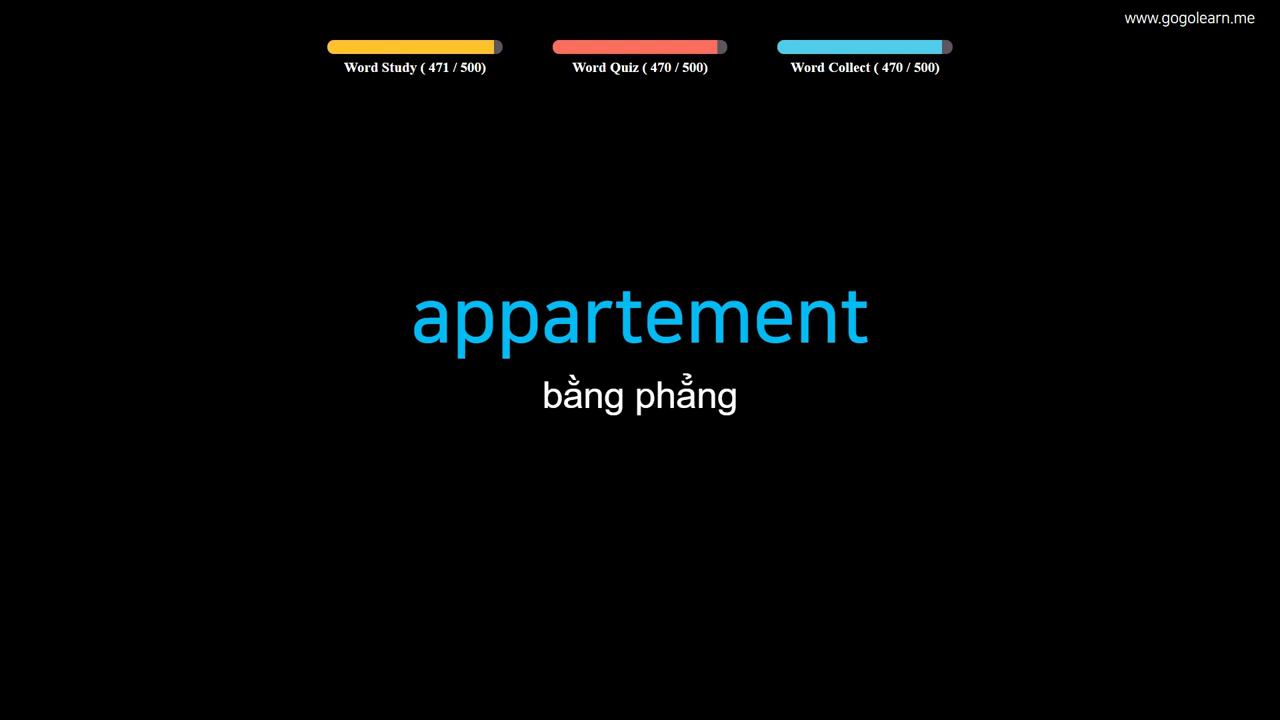 www.gogolearn.me
Word Study ( 471 / 500)
Word Quiz ( 470 / 500)
Word Collect ( 470 / 500)
appartement
bằng phẳng